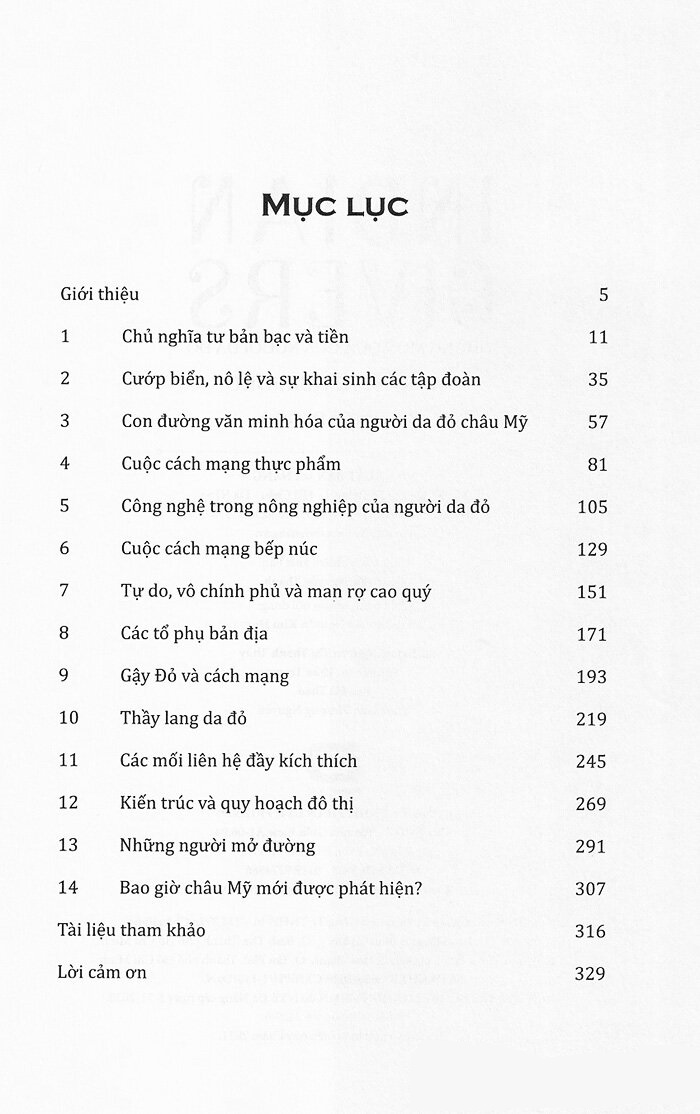 MỤC LỤC
Giới thiệu 5
1 Chủ nghĩa tư bản bạc và tiền 11
2 Cướp biển, nô lệ và sự khai sinh các tập đoàn 35
3 Con đường văn minh hóa của người da đỏ châu Mỹ 57
4 Cuộc cách mạng thực phẩm 81
5 Công nghệ trong nông nghiệp của người da đỏ 105
6 Cuộc cách mạng bếp núc 129
7 Tự do, vô chính phủ và man rợ cao quý 151
8 Các tổ phụ bản địa 171
9 Gậy Đỏ và cách mạng 193
10 Thầy lang da đỏ 219
11 Các mối liên hệ đầy kích thích 245
12 Kiến trúc và quy hoạch đô thị 269
13 Những người mở đường 291
14 Bao giờ châu Mỹ mới được phát hiện? 307
Tài liệu tham khảo 316
Lời cảm ơn 329